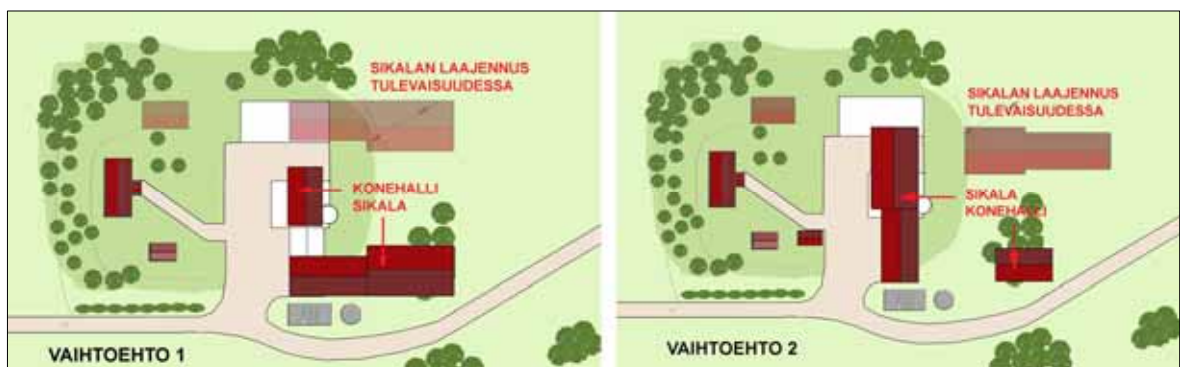 SIKALAN LAAJENNUS
TULEVAISUUDESSA
KONEHALLI
SIKALA
VAIHTOEHTO 1
SIKALAN LAAJENNUS
TULEVAISUUDESSA
SIKALA
KONEHALLI
VAIHTOEHTO 2